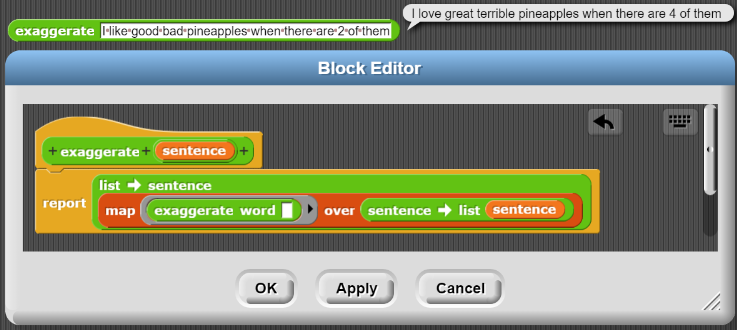 I love great terrible pineapples when there are 4 of them
exaggerate I like good bad pineapples when there are 2 of them
Block Editor
+ exaggerate + sentence +
list ➔ sentence
report map exaggerate word over sentence ➔ list sentence
OK Apply Cancel